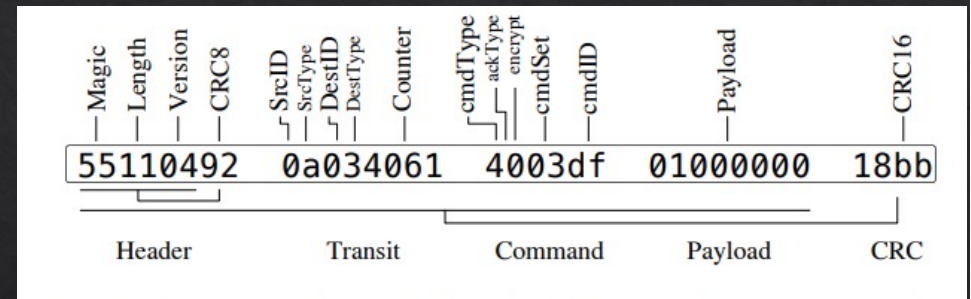 Magic Length Version CRC8 SrcID SrcType DestID DestType Counter cmdType ackType encrypt cmdSet cmdID Payload CRC16
55110492 0a034061 4003df 01000000 18bb
Header Transit Command Payload CRC